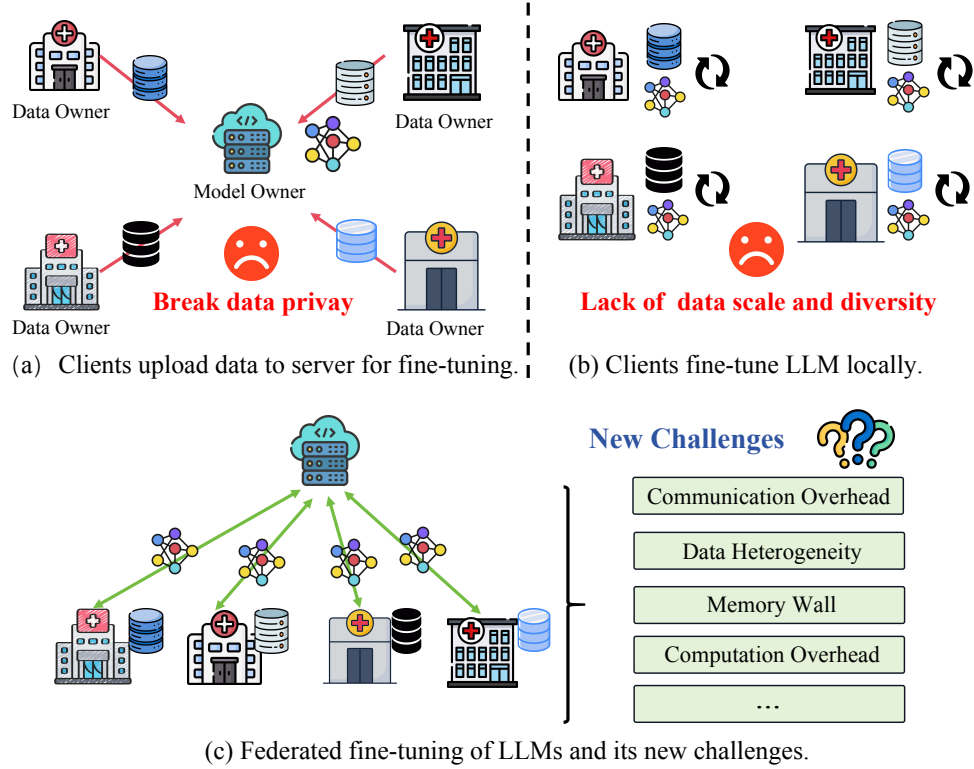 Data Owner
Data Owner
</>
Model Owner
Data Owner
Data Owner
Break data privay
(a) Clients upload data to server for fine-tuning.
Lack of data scale and diversity
(b) Clients fine-tune LLM locally.
</>
New Challenges
???
Communication Overhead
Data Heterogeneity
Memory Wall
Computation Overhead
...
(c) Federated fine-tuning of LLMs and its new challenges.